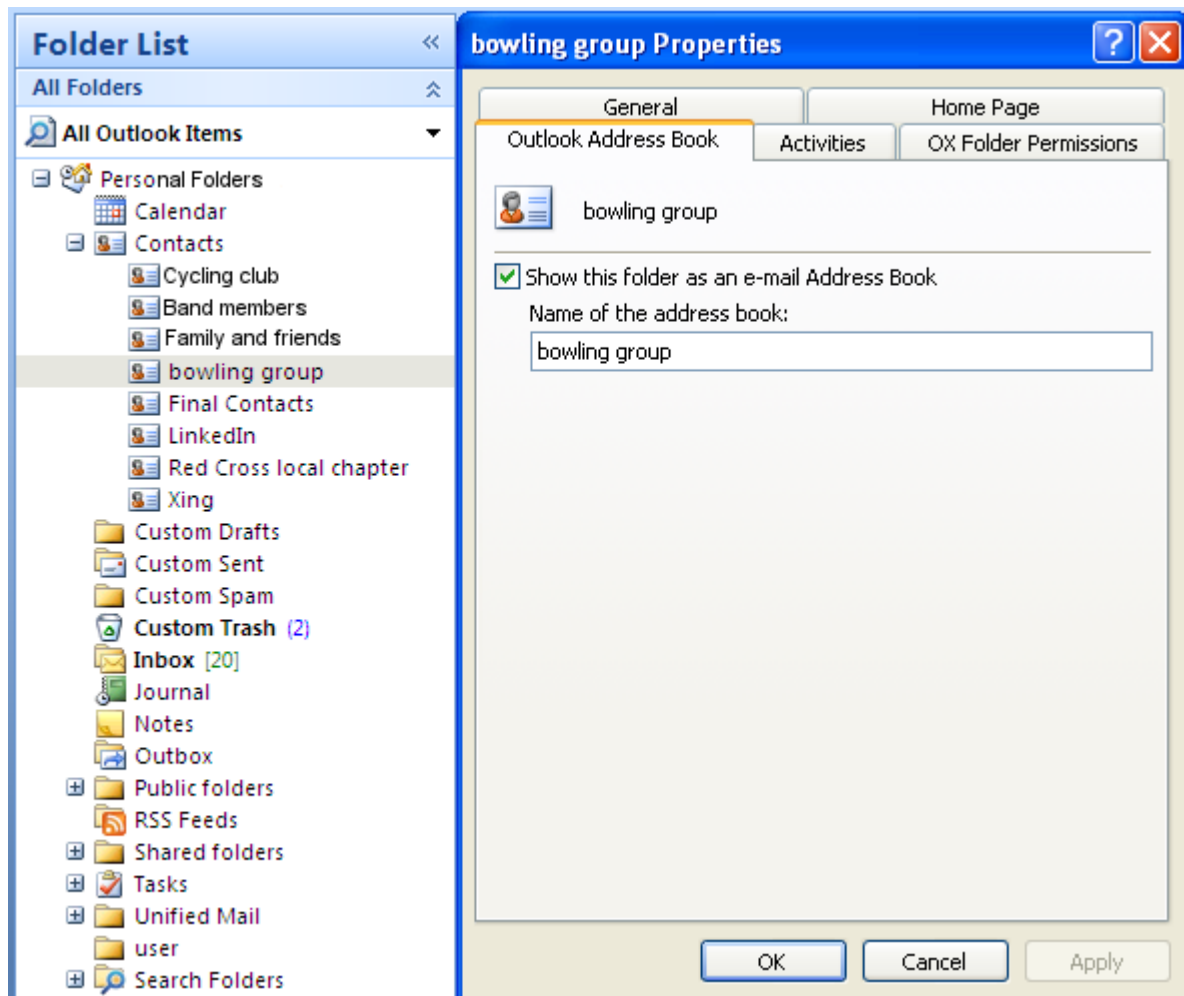 Folder List
All Folders
All Outlook Items
Personal Folders
Calendar
Contacts
Cycling club
Band members
Family and friends
bowling group
Final Contacts
LinkedIn
Red Cross local chapter
Xing
Custom Drafts
Custom Sent
Custom Spam
Custom Trash (2)
Inbox [20]
Journal
Notes
Outbox
Public folders
RSS Feeds
Shared folders
Tasks
Unified Mail
user
Search Folders
bowling group Properties
General
Home Page
Outlook Address Book
Activities
OX Folder Permissions
bowling group
Show this folder as an e-mail Address Book
Name of the address book:
bowling group
OK
Cancel
Apply